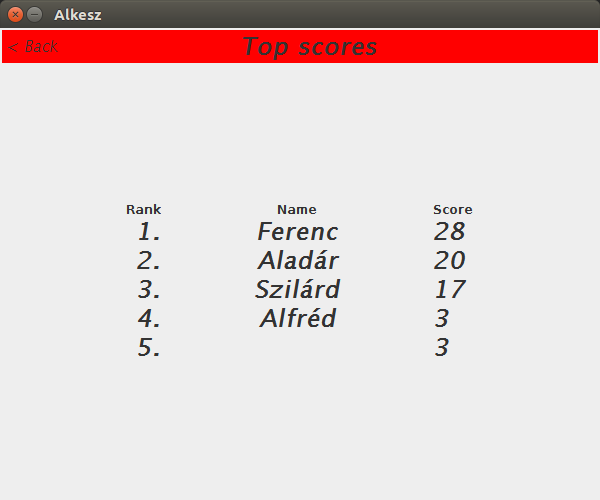 Alkesz
< Back Top scores
Rank Name Score
1. Ferenc 28
2. Aladár 20
3. Szilárd 17
4. Alfréd 3
5. 3